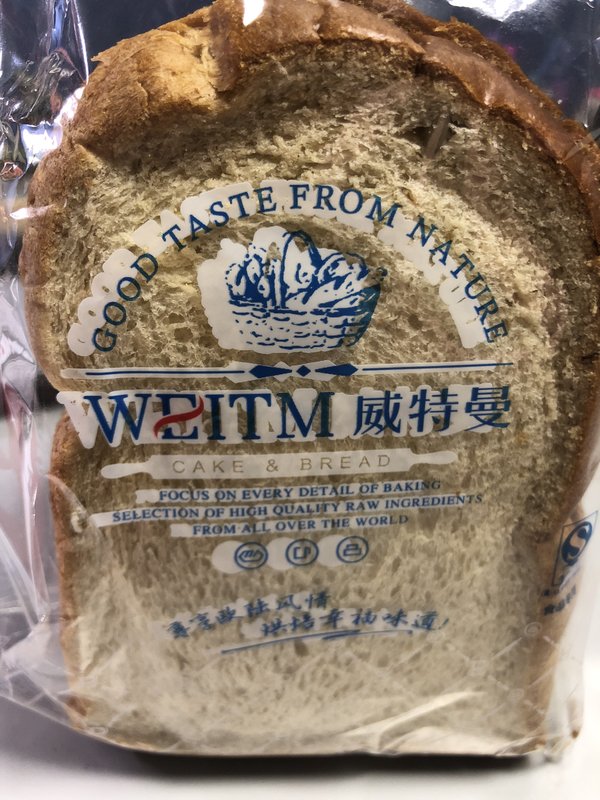 GOOD TASTE FROM NATURE
WEITM 威特曼
CAKE & BREAD
FOCUS ON EVERY DETAIL OF BAKING
SELECTION OF HIGH QUALITY RAW INGREDIENTS
FROM ALL OVER THE WORLD
尊享欧陆风情
烘焙幸福味道!